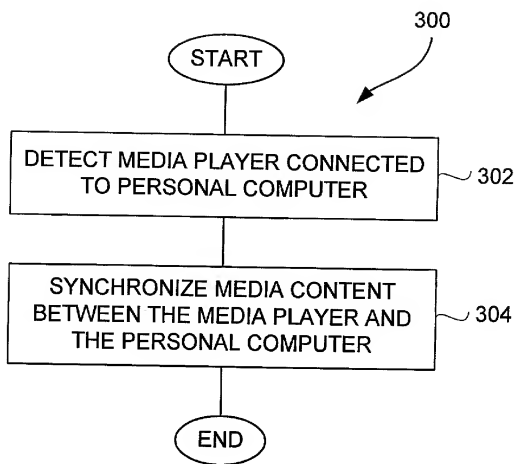 300
START
DETECT MEDIA PLAYER CONNECTED
TO PERSONAL COMPUTER
302
SYNCHRONIZE MEDIA CONTENT
BETWEEN THE MEDIA PLAYER AND
THE PERSONAL COMPUTER
304
END